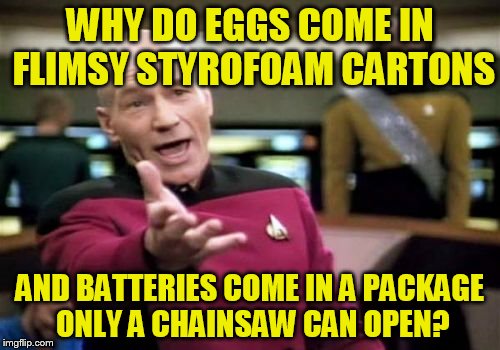 WHY DO EGGS COME IN
FLIMSY STYROFOAM CARTONS
AND BATTERIES COME IN A PACKAGE
ONLY A CHAINSAW CAN OPEN?
imgflip.com